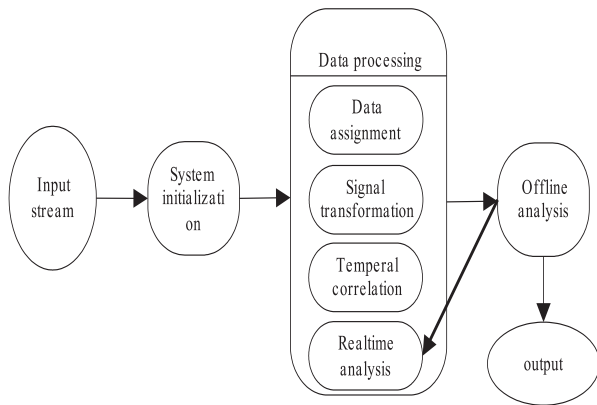 Data processing
Data
assignment
Input
stream
System
initializati
on
Signal
transformation
Offline
analysis
Temperal
correlation
Realtime
analysis
output